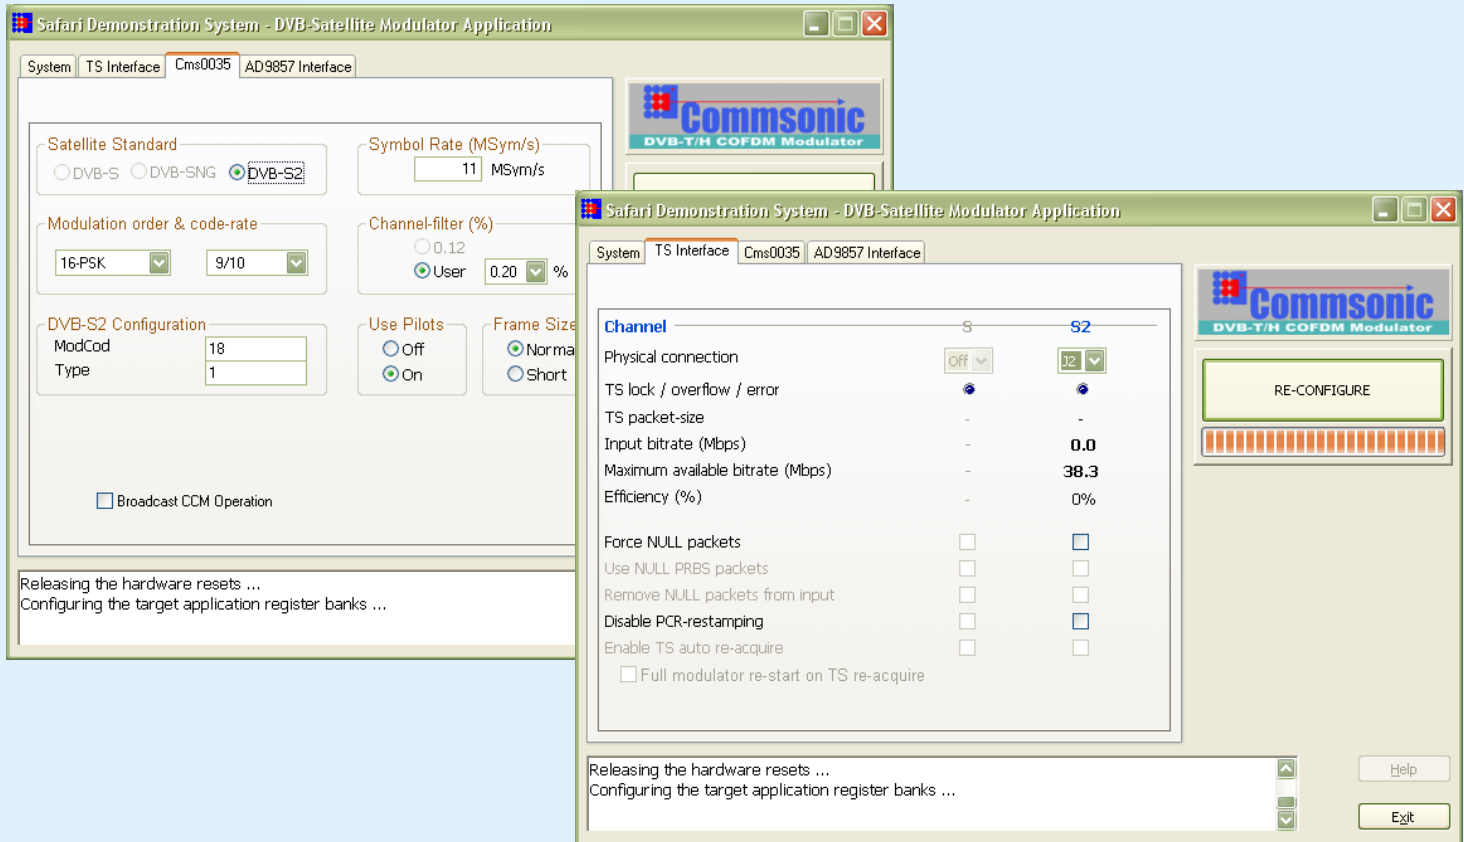 Safari Demonstration System - DVB-Satellite Modulator Application
System TS Interface Cms0035 AD9857 Interface
Commsonic
DVB-T/H COFDM Modulator
Satellite Standard
DVB-S DVB-SNG DVB-S2
Symbol Rate (MSym/s)
11 MSym/s
Modulation order & code-rate
16-PSK 9/10
Channel-filter (%)
0.12
User 0.20 %
DVB-S2 Configuration
ModCod 18
Type 1
Use Pilots
Off
On
Frame Size
Norma
Short
Broadcast CCM Operation
Releasing the hardware resets ...
Configuring the target application register banks ...
Safari Demonstration System - DVB-Satellite Modulator Application
System TS Interface Cms0035 AD9857 Interface
Commsonic
DVB-T/H COFDM Modulator
RE-CONFIGURE
Channel S S2
Physical connection Off J2
TS lock / overflow / error
TS packet-size - -
Input bitrate (Mbps) - 0.0
Maximum available bitrate (Mbps) - 38.3
Efficiency (%) - 0%
Force NULL packets
Use NULL PRBS packets
Remove NULL packets from input
Disable PCR-restamping
Enable TS auto re-acquire
Full modulator re-start on TS re-acquire
Releasing the hardware resets ...
Configuring the target application register banks ...
Help
Exit